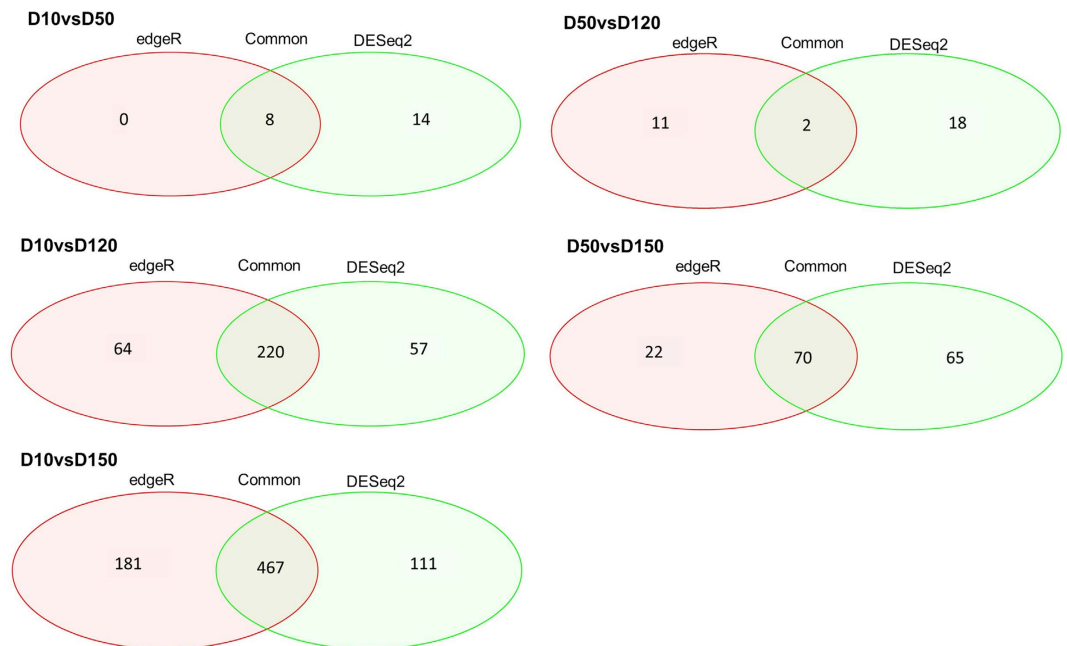 D10vsD50
edgeR Common DESeq2
0 8 14
D50vsD120
edgeR Common DESeq2
11 2 18
D10vsD120
edgeR Common DESeq2
64 220 57
D50vsD150
edgeR Common DESeq2
22 70 65
D10vsD150
edgeR Common DESeq2
181 467 111